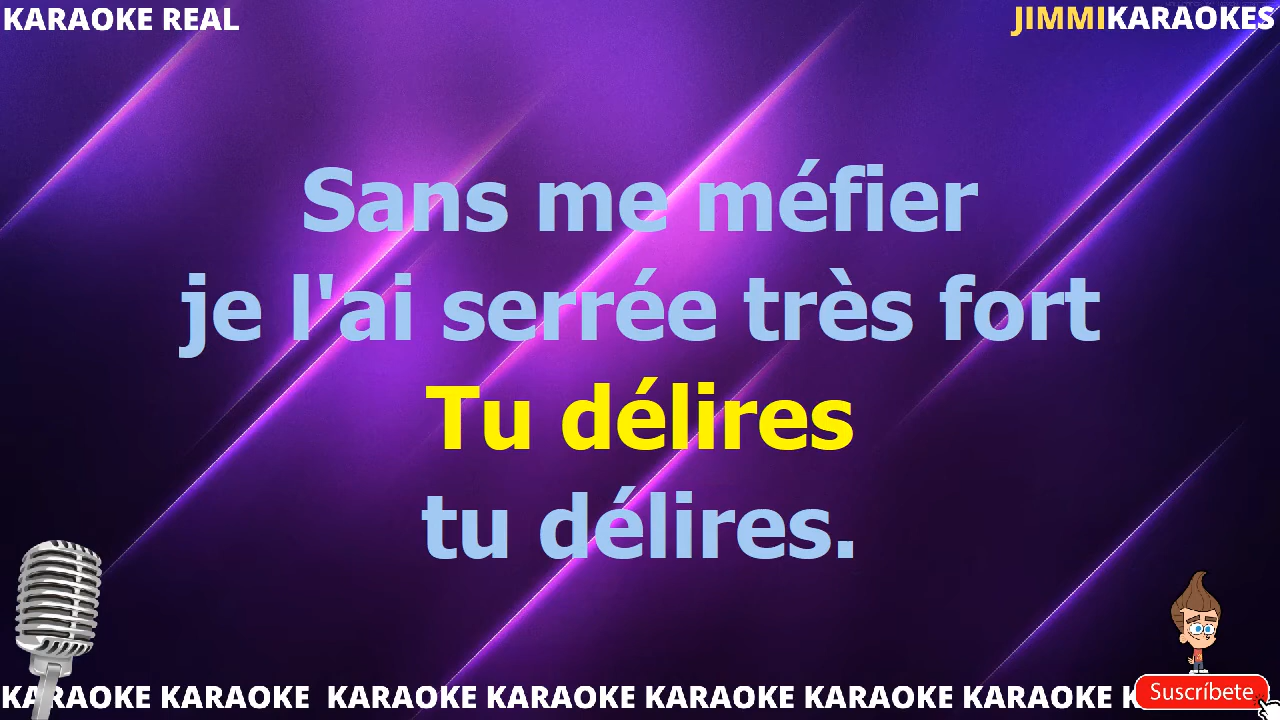 KARAOKE REAL
JIMMIKARAOKES
Sans me méfier
je l'ai serrée très fort
Tu délires
tu délires.
KARAOKE KARAOKE KARAOKE KARAOKE KARAOKE KARAOKE KARAOKE
Suscríbete